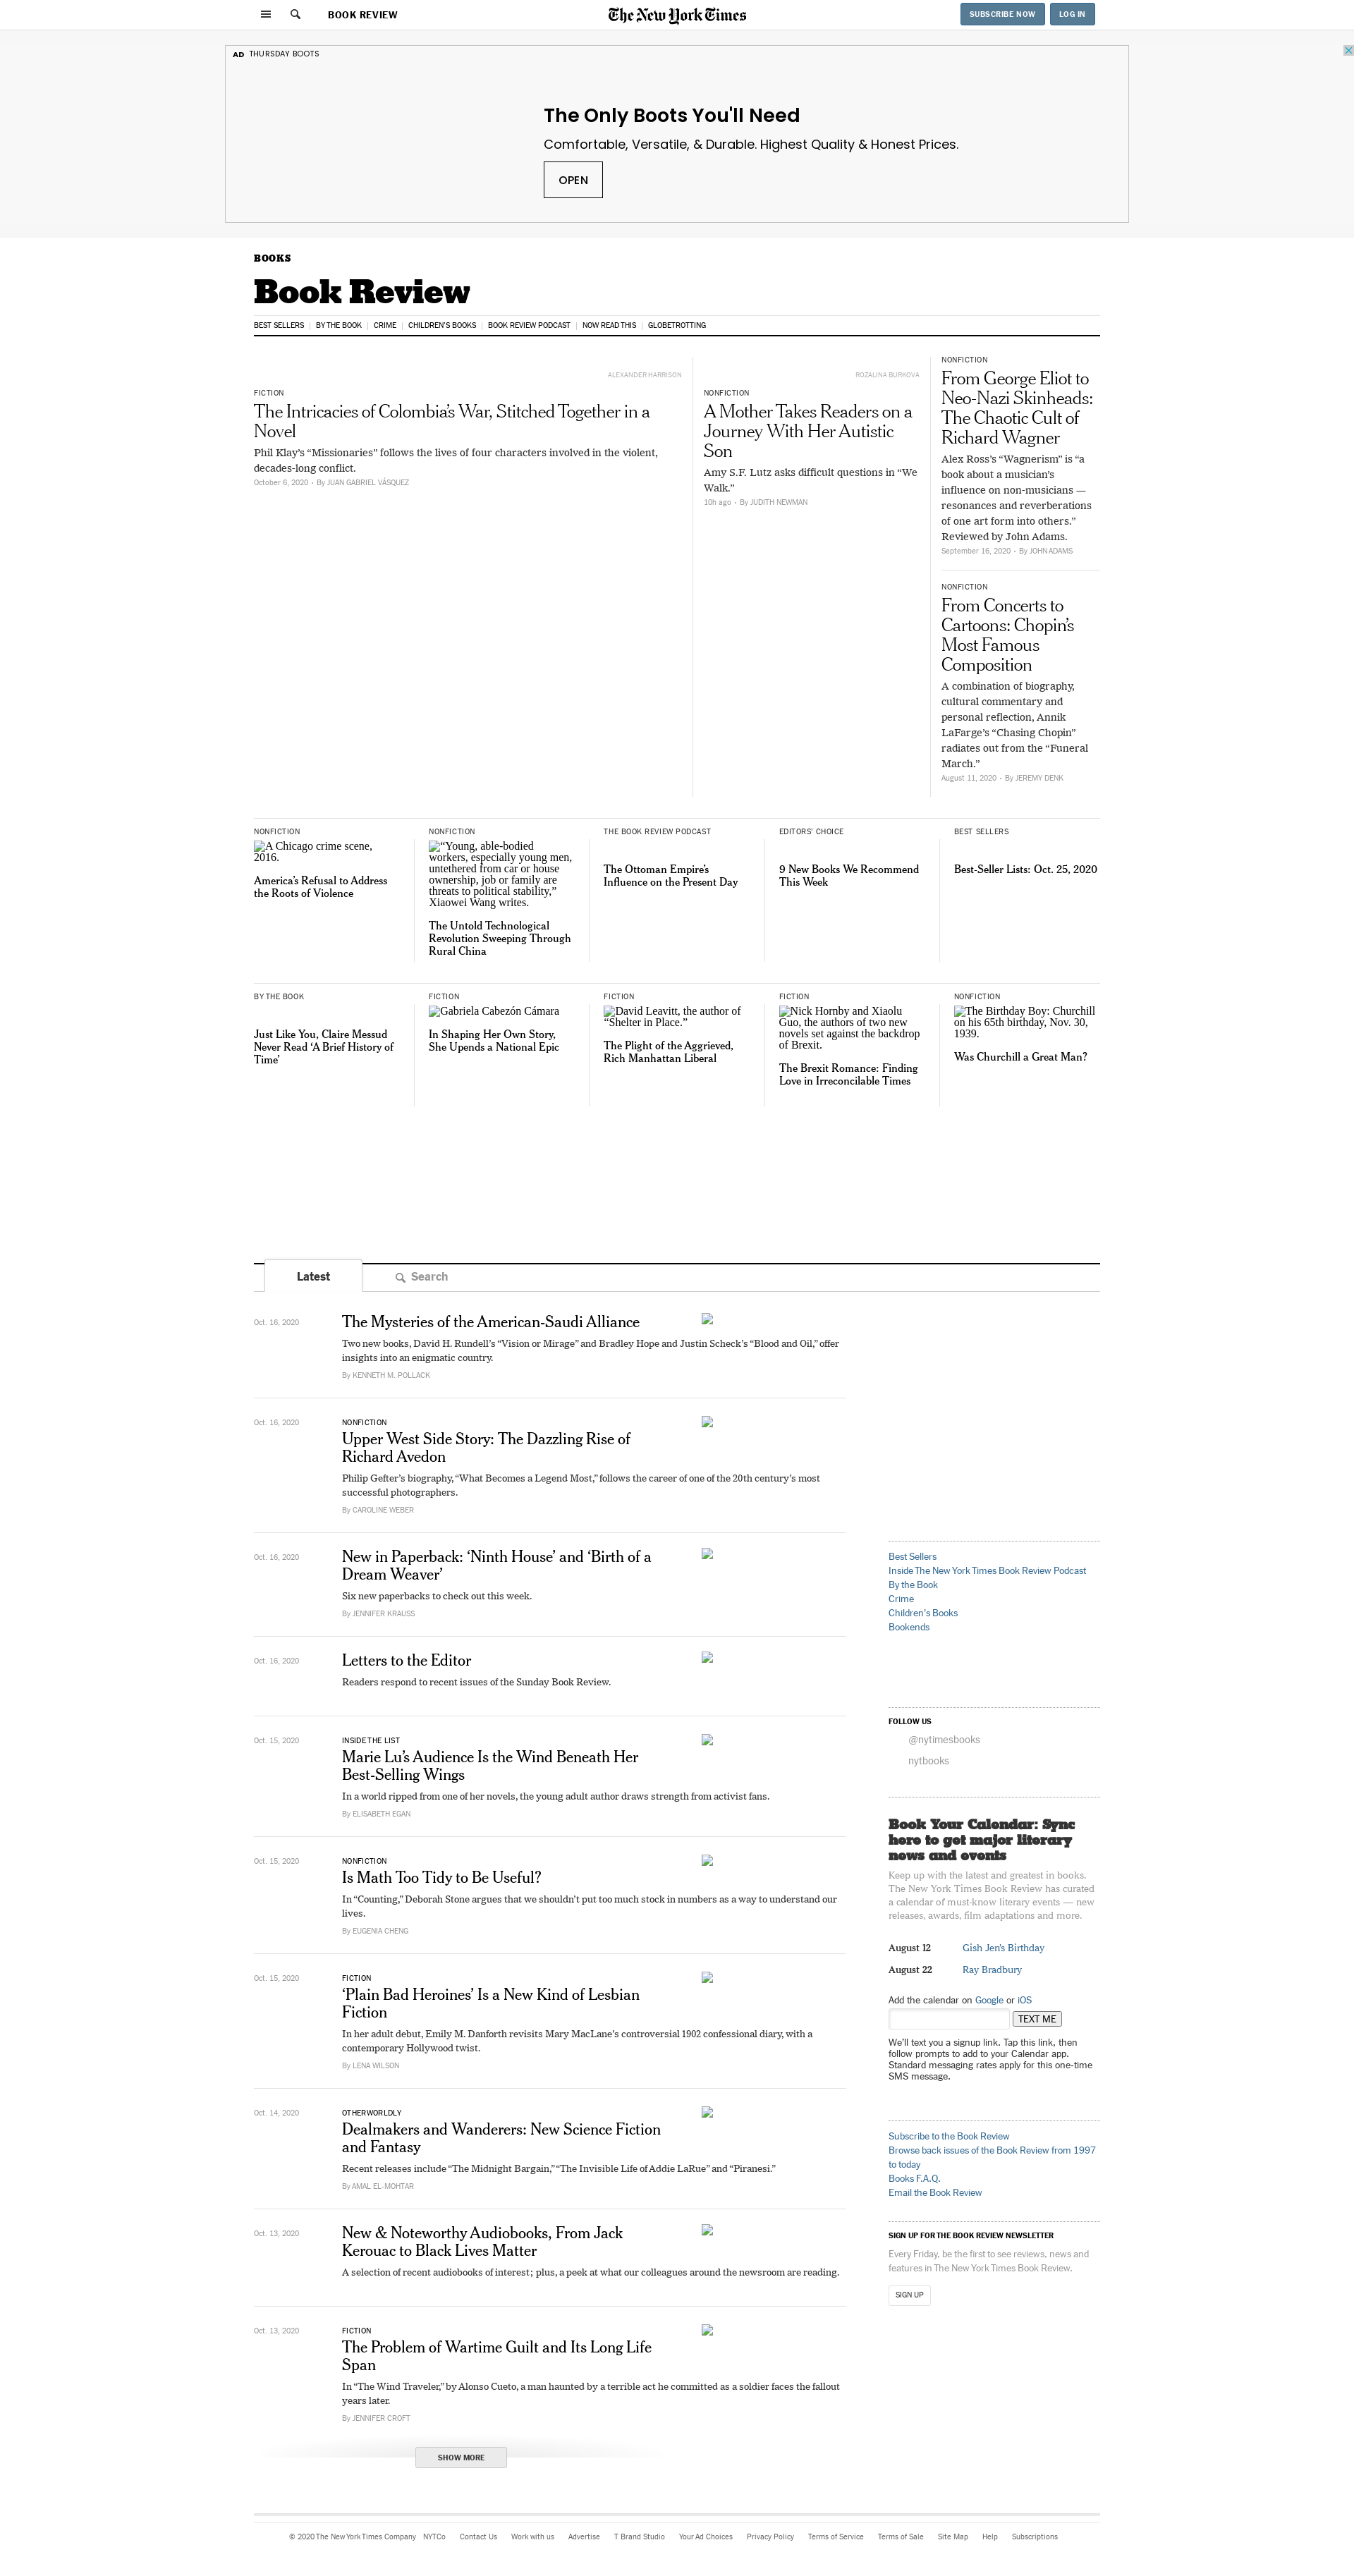 BOOK REVIEW
The New York Times
SUBSCRIBE NOW
LOG IN
AD THURSDAY BOOTS
The Only Boots You'll Need
Comfortable, Versatile, & Durable. Highest Quality & Honest Prices.
OPEN
BOOKS
Book Review
BEST SELLERS
BY THE BOOK
CRIME
CHILDREN'S BOOKS
BOOK REVIEW PODCAST
NOW READ THIS
GLOBETROTTING
ALEXANDER HARRISON
FICTION
The Intricacies of Colombia’s War, Stitched Together in a
Novel
Phil Klay’s “Missionaries” follows the lives of four characters involved in the violent,
decades-long conflict.
October 6, 2020 • By JUAN GABRIEL VÁSQUEZ
ROZALINA BURKOVA
NONFICTION
A Mother Takes Readers on a
Journey With Her Autistic
Son
Amy S.F. Lutz asks difficult questions in “We
Walk.”
10h ago • By JUDITH NEWMAN
NONFICTION
From George Eliot to
Neo-Nazi Skinheads:
The Chaotic Cult of
Richard Wagner
Alex Ross’s “Wagnerism” is “a
book about a musician’s
influence on non-musicians —
resonances and reverberations
of one art form into others.”
Reviewed by John Adams.
September 16, 2020 • By JOHN ADAMS
NONFICTION
From Concerts to
Cartoons: Chopin’s
Most Famous
Composition
A combination of biography,
cultural commentary and
personal reflection, Annik
LaFarge’s “Chasing Chopin”
radiates out from the “Funeral
March.”
August 11, 2020 • By JEREMY DENK
NONFICTION
A Chicago crime scene,
2016.
America’s Refusal to Address
the Roots of Violence
NONFICTION
“Young, able-bodied
workers, especially young men,
untethered from car or house
ownership, job or family are
threats to political stability,”
Xiaowei Wang writes.
The Untold Technological
Revolution Sweeping Through
Rural China
THE BOOK REVIEW PODCAST
The Ottoman Empire’s
Influence on the Present Day
EDITORS' CHOICE
9 New Books We Recommend
This Week
BEST SELLERS
Best-Seller Lists: Oct. 25, 2020
BY THE BOOK
Just Like You, Claire Messud
Never Read ‘A Brief History of
Time’
FICTION
Gabriela Cabezón Cámara
In Shaping Her Own Story,
She Upends a National Epic
FICTION
David Leavitt, the author of
“Shelter in Place.”
The Plight of the Aggrieved,
Rich Manhattan Liberal
FICTION
Nick Hornby and Xiaolu
Guo, the authors of two new
novels set against the backdrop
of Brexit.
The Brexit Romance: Finding
Love in Irreconcilable Times
NONFICTION
The Birthday Boy: Churchill
on his 65th birthday, Nov. 30,
1939.
Was Churchill a Great Man?
Latest
Search
Oct. 16, 2020
The Mysteries of the American-Saudi Alliance
Two new books, David H. Rundell’s “Vision or Mirage” and Bradley Hope and Justin Scheck’s “Blood and Oil,” offer
insights into an enigmatic country.
By KENNETH M. POLLACK
Oct. 16, 2020
NONFICTION
Upper West Side Story: The Dazzling Rise of
Richard Avedon
Philip Gefter’s biography, “What Becomes a Legend Most,” follows the career of one of the 20th century’s most
successful photographers.
By CAROLINE WEBER
Oct. 16, 2020
New in Paperback: ‘Ninth House’ and ‘Birth of a
Dream Weaver’
Six new paperbacks to check out this week.
By JENNIFER KRAUSS
Oct. 16, 2020
Letters to the Editor
Readers respond to recent issues of the Sunday Book Review.
Oct. 15, 2020
INSIDE THE LIST
Marie Lu’s Audience Is the Wind Beneath Her
Best-Selling Wings
In a world ripped from one of her novels, the young adult author draws strength from activist fans.
By ELISABETH EGAN
Oct. 15, 2020
NONFICTION
Is Math Too Tidy to Be Useful?
In “Counting,” Deborah Stone argues that we shouldn’t put too much stock in numbers as a way to understand our
lives.
By EUGENIA CHENG
Oct. 15, 2020
FICTION
‘Plain Bad Heroines’ Is a New Kind of Lesbian
Fiction
In her adult debut, Emily M. Danforth revisits Mary MacLane’s controversial 1902 confessional diary, with a
contemporary Hollywood twist.
By LENA WILSON
Oct. 14, 2020
OTHERWORLDLY
Dealmakers and Wanderers: New Science Fiction
and Fantasy
Recent releases include “The Midnight Bargain,” “The Invisible Life of Addie LaRue” and “Piranesi.”
By AMAL EL-MOHTAR
Oct. 13, 2020
New & Noteworthy Audiobooks, From Jack
Kerouac to Black Lives Matter
A selection of recent audiobooks of interest; plus, a peek at what our colleagues around the newsroom are reading.
Oct. 13, 2020
FICTION
The Problem of Wartime Guilt and Its Long Life
Span
In “The Wind Traveler,” by Alonso Cueto, a man haunted by a terrible act he committed as a soldier faces the fallout
years later.
By JENNIFER CROFT
SHOW MORE
Best Sellers
Inside The New York Times Book Review Podcast
By the Book
Crime
Children's Books
Bookends
FOLLOW US
@nytimesbooks
nytbooks
Book Your Calendar: Sync
here to get major literary
news and events
Keep up with the latest and greatest in books.
The New York Times Book Review has curated
a calendar of must-know literary events — new
releases, awards, film adaptations and more.
August 12 Gish Jen’s Birthday
August 22 Ray Bradbury
Add the calendar on Google or iOS
TEXT ME
We’ll text you a signup link. Tap this link, then
follow prompts to add to your Calendar app.
Standard messaging rates apply for this one-time
SMS message.
Subscribe to the Book Review
Browse back issues of the Book Review from 1997
to today
Books F.A.Q.
Email the Book Review
SIGN UP FOR THE BOOK REVIEW NEWSLETTER
Every Friday, be the first to see reviews, news and
features in The New York Times Book Review.
SIGN UP
© 2020 The New York Times Company NYTCo Contact Us Work with us Advertise T Brand Studio Your Ad Choices Privacy Policy Terms of Service Terms of Sale Site Map Help Subscriptions